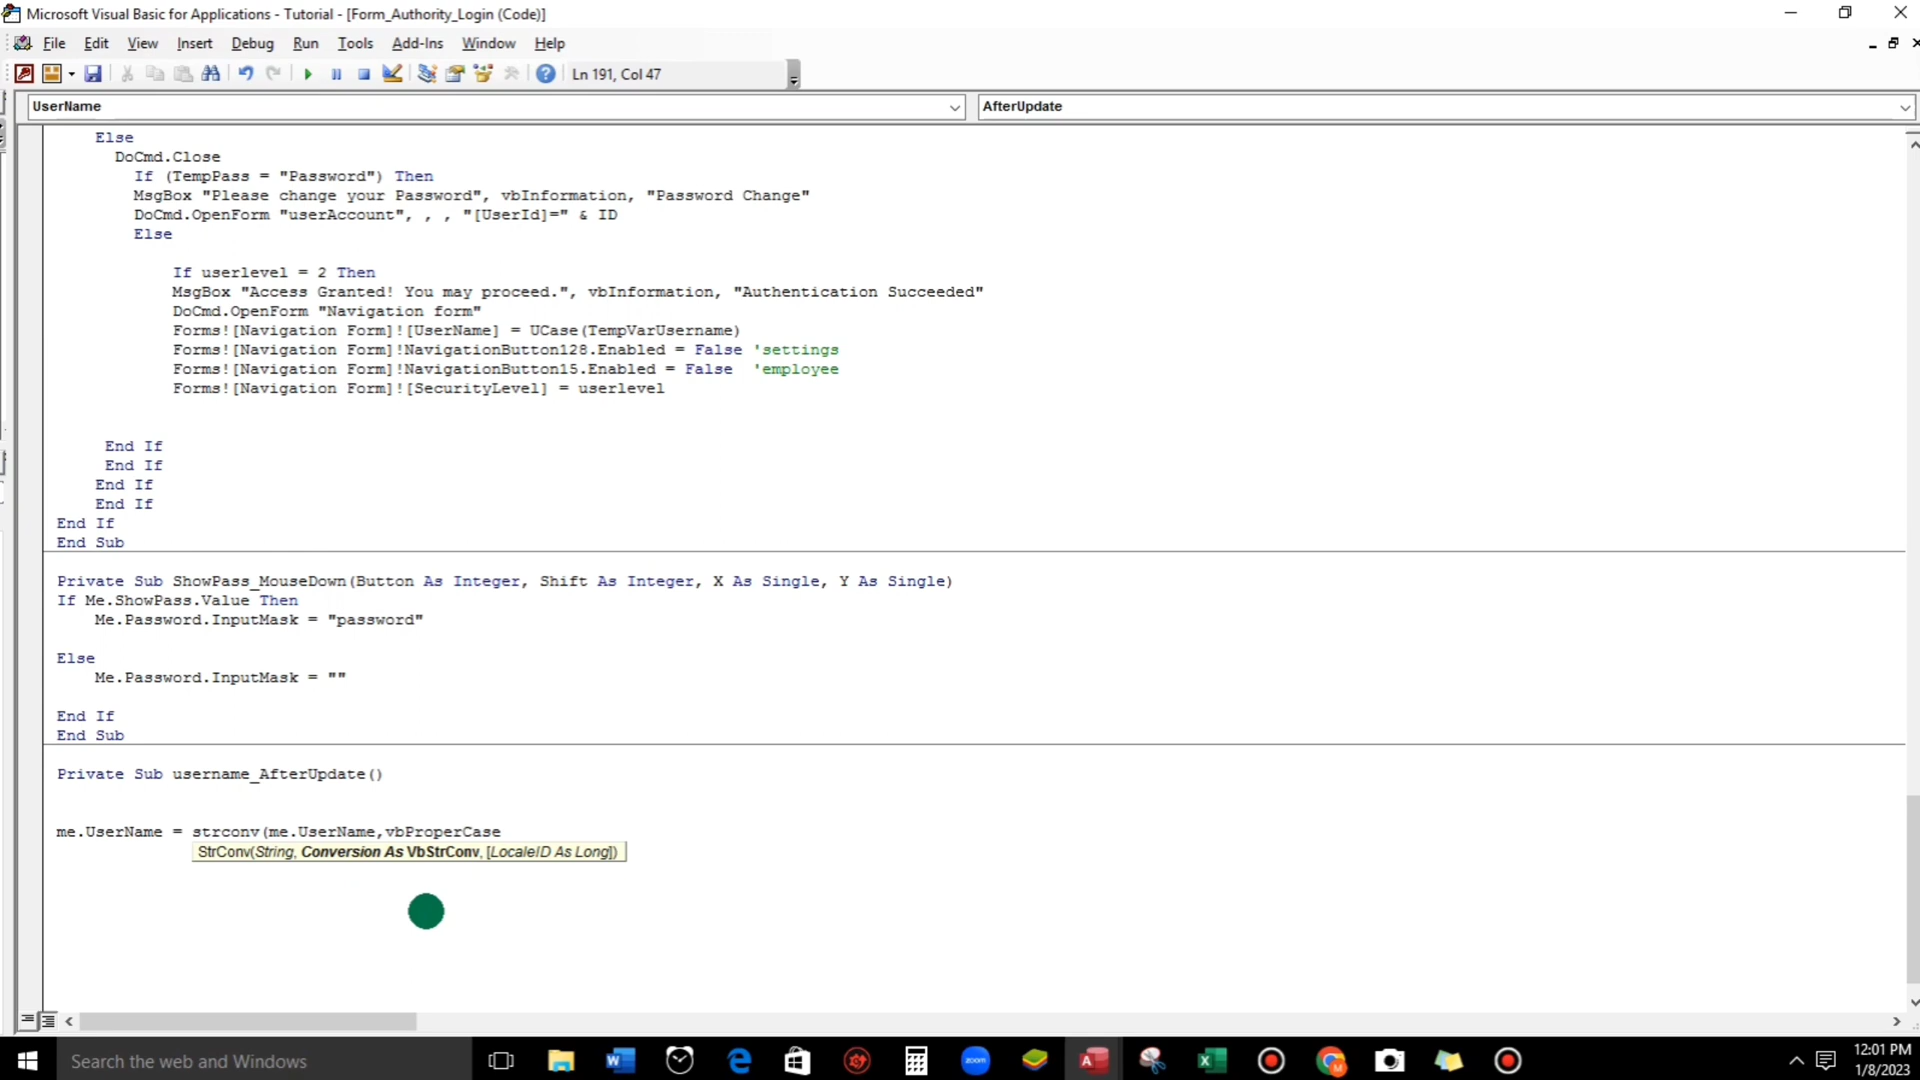 Microsoft Visual Basic for Applications - Tutorial - [Form_Authority_Login (Code)]
File Edit View Insert Debug Run Tools Add-Ins Window Help
Ln 191, Col 47
UserName AfterUpdate
Else
DoCmd.Close
If (TempPass = "Password") Then
MsgBox "Please change your Password", vbInformation, "Password Change"
DoCmd.OpenForm "userAccount", , , "[UserId]=" & ID
Else
If userlevel = 2 Then
MsgBox "Access Granted! You may proceed.", vbInformation, "Authentication Succeeded"
DoCmd.OpenForm "Navigation form"
Forms![Navigation Form]![UserName] = UCase(TempVarUsername)
Forms![Navigation Form]!NavigationButton128.Enabled = False 'settings
Forms![Navigation Form]!NavigationButton15.Enabled = False 'employee
Forms![Navigation Form]![SecurityLevel] = userlevel
End If
End If
End If
End If
End If
End Sub
Private Sub ShowPass_MouseDown(Button As Integer, Shift As Integer, X As Single, Y As Single)
If Me.ShowPass.Value Then
Me.Password.InputMask = "password"
Else
Me.Password.InputMask = ""
End If
End Sub
Private Sub username_AfterUpdate()
me.UserName = strconv(me.UserName,vbProperCase
StrConv(String, Conversion As VbStrConv, [LocaleID As Long])
Search the web and Windows
zoom
12:01 PM
1/8/2023